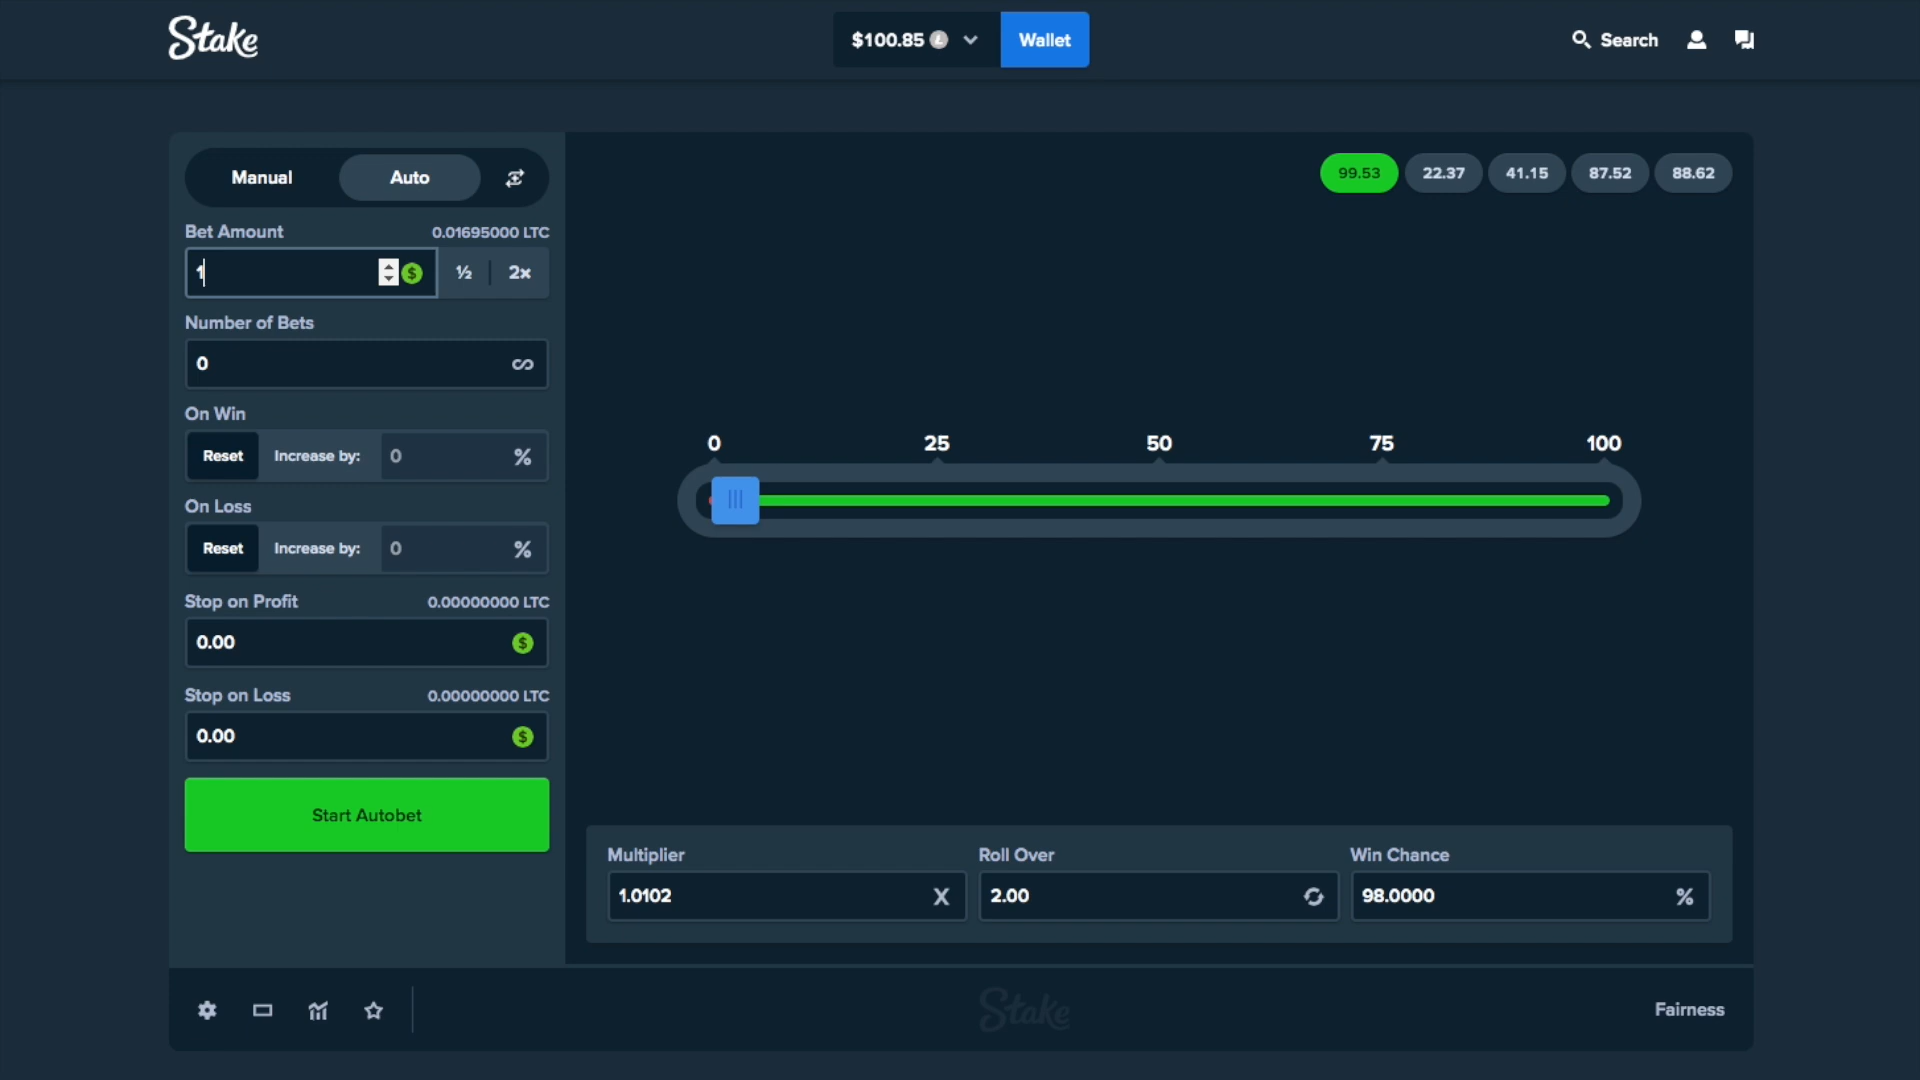 Stake
$100.85
Wallet
Search
Manual
Auto
Bet Amount
0.01695000 LTC
1
$
½
2x
Number of Bets
0
∞
On Win
Reset
Increase by:
0
%
On Loss
Reset
Increase by:
0
%
Stop on Profit
0.00000000 LTC
0.00
$
Stop on Loss
0.00000000 LTC
0.00
$
Start Autobet
99.53
22.37
41.15
87.52
88.62
0
25
50
75
100
Multiplier
1.0102
X
Roll Over
2.00
Win Chance
98.0000
%
Stake
Fairness